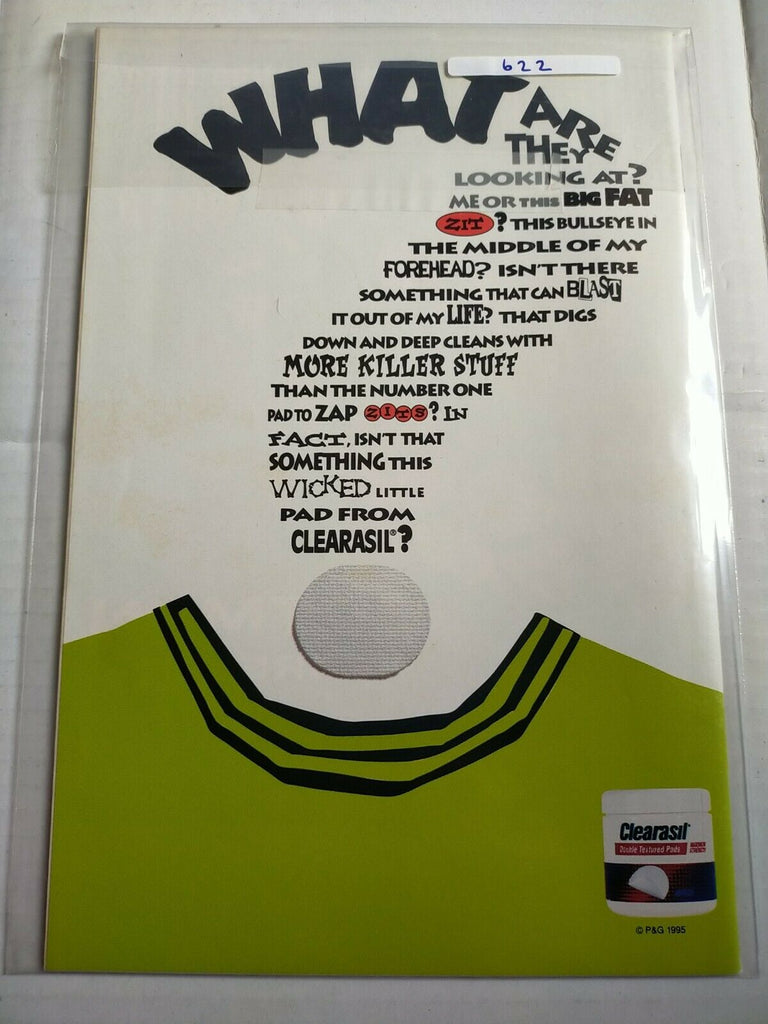 622
WHAT ARE
THEY
LOOKING AT?
ME OR THIS BIG FAT
ZIT? THIS BULLSEYE IN
THE MIDDLE OF MY
FOREHEAD? ISN'T THERE
SOMETHING THAT CAN BLAST
IT OUT OF MY LIFE? THAT DIGS
DOWN AND DEEP CLEANS WITH
MORE KILLER STUFF
THAN THE NUMBER ONE
PAD TO ZAP ZITS? IN
FACT, ISN'T THAT
SOMETHING THIS
WICKED LITTLE
PAD FROM
CLEARASIL®?
Clearasil
Double Textured Pads
MAXIMUM
STRENGTH
© P&G 1995